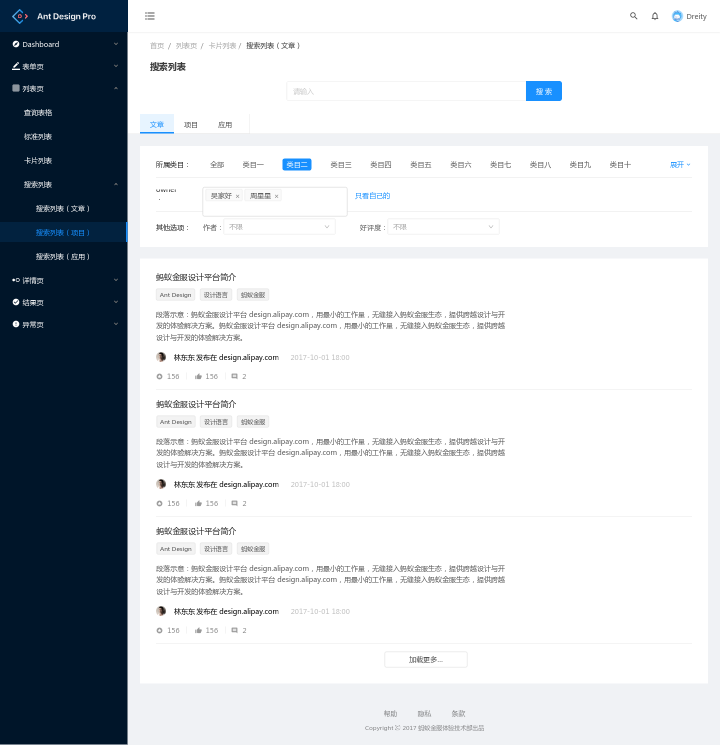 Ant Design Pro
Dreity
Dashboard
表单页
列表页
查询表格
标准列表
卡片列表
搜索列表
搜索列表（文章）
搜索列表（项目）
搜索列表（应用）
详情页
结果页
异常页
首页 / 列表页 / 卡片列表 / 搜索列表（文章）
搜索列表
请输入 搜 索
文章 项目 应用
所属类目： 全部 类目一 类目二 类目三 类目四 类目五 类目六 类目七 类目八 类目九 类目十 展开
owner 吴家好 × 周星星 × 只看自己的
：
其他选项： 作者： 不限 好评度： 不限
蚂蚁金服设计平台简介
Ant Design 设计语言 蚂蚁金服
段落示意：蚂蚁金服设计平台 design.alipay.com，用最小的工作量，无缝接入蚂蚁金服生态，提供跨越设计与开
发的体验解决方案。蚂蚁金服设计平台 design.alipay.com，用最小的工作量，无缝接入蚂蚁金服生态，提供跨越
设计与开发的体验解决方案。
林东东 发布在 design.alipay.com 2017-10-01 18:00
156 156 2
蚂蚁金服设计平台简介
Ant Design 设计语言 蚂蚁金服
段落示意：蚂蚁金服设计平台 design.alipay.com，用最小的工作量，无缝接入蚂蚁金服生态，提供跨越设计与开
发的体验解决方案。蚂蚁金服设计平台 design.alipay.com，用最小的工作量，无缝接入蚂蚁金服生态，提供跨越
设计与开发的体验解决方案。
林东东 发布在 design.alipay.com 2017-10-01 18:00
156 156 2
蚂蚁金服设计平台简介
Ant Design 设计语言 蚂蚁金服
段落示意：蚂蚁金服设计平台 design.alipay.com，用最小的工作量，无缝接入蚂蚁金服生态，提供跨越设计与开
发的体验解决方案。蚂蚁金服设计平台 design.alipay.com，用最小的工作量，无缝接入蚂蚁金服生态，提供跨越
设计与开发的体验解决方案。
林东东 发布在 design.alipay.com 2017-10-01 18:00
156 156 2
加载更多...
帮助 隐私 条款
Copyright © 2017 蚂蚁金服体验技术部出品